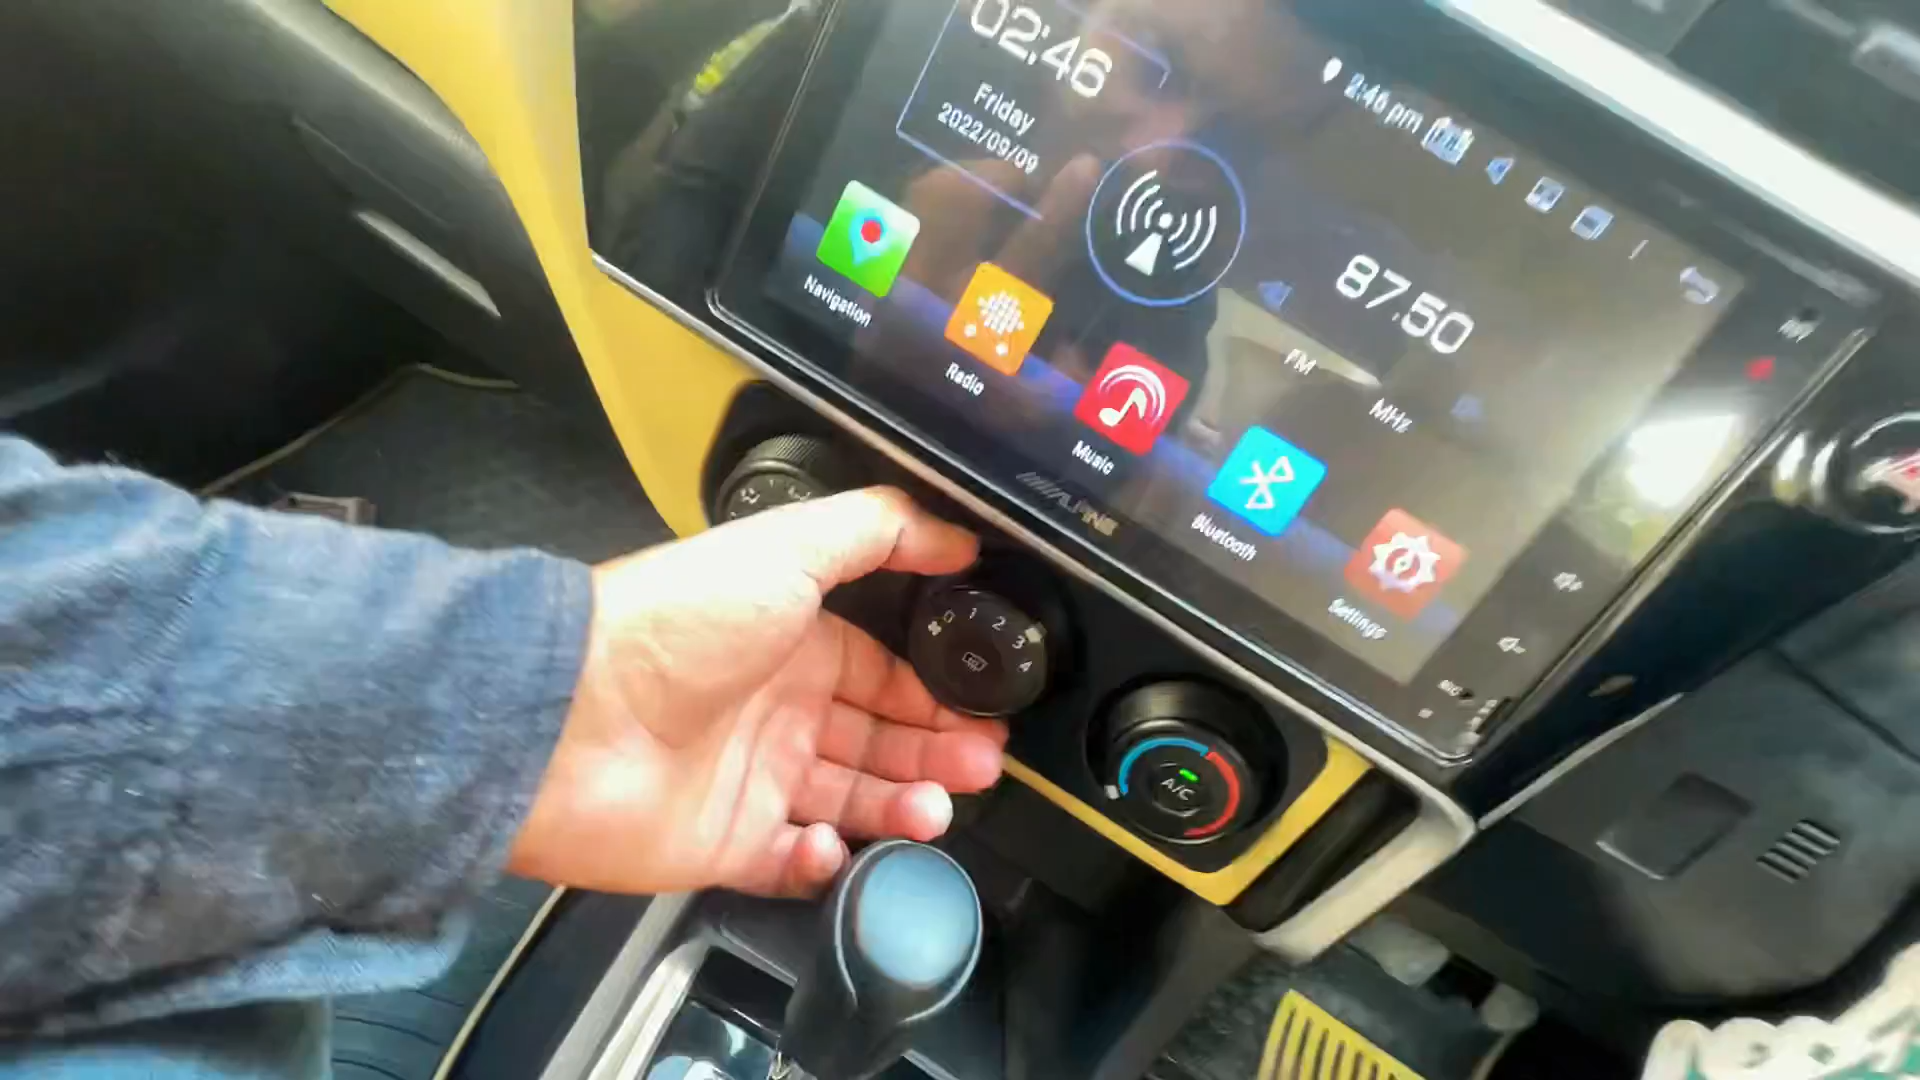 02:46
Friday
2022/09/09
2:46 pm
87.50
FM
MHz
Navigation
Radio
Music
Bluetooth
Settings
ALPINE
MIC
0 1 2 3 4
A/C